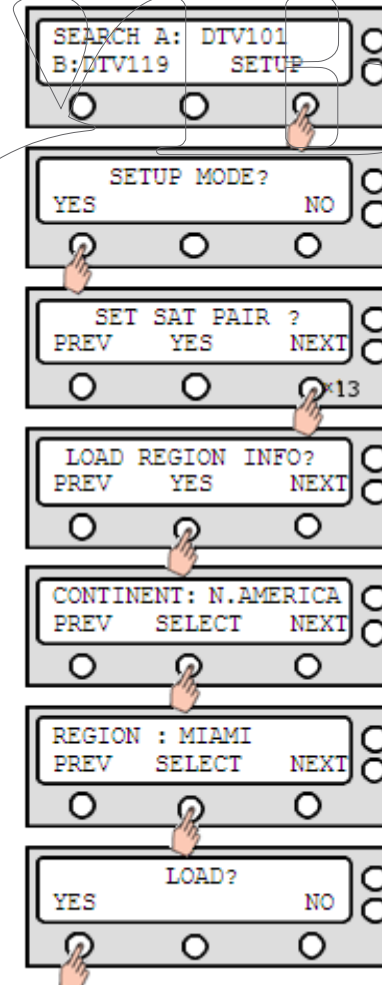 SEARCH A: DTV101
B:DTV119 SETUP
SETUP MODE?
YES NO
SET SAT PAIR ?
PREV YES NEXT
×13
LOAD REGION INFO?
PREV YES NEXT
CONTINENT: N.AMERICA
PREV SELECT NEXT
REGION : MIAMI
PREV SELECT NEXT
LOAD?
YES NO